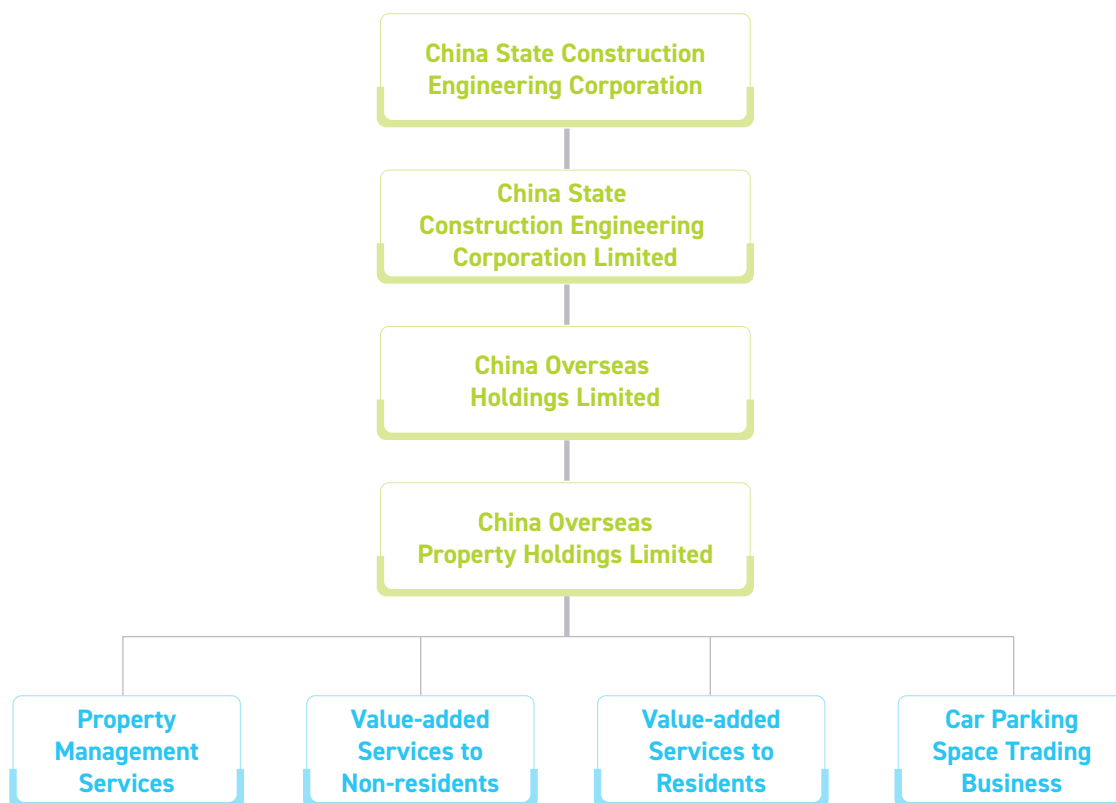 China State Construction
Engineering Corporation
China State
Construction Engineering
Corporation Limited
China Overseas
Holdings Limited
China Overseas
Property Holdings Limited
Property
Management
Services
Value-added
Services to
Non-residents
Value-added
Services to
Residents
Car Parking
Space Trading
Business